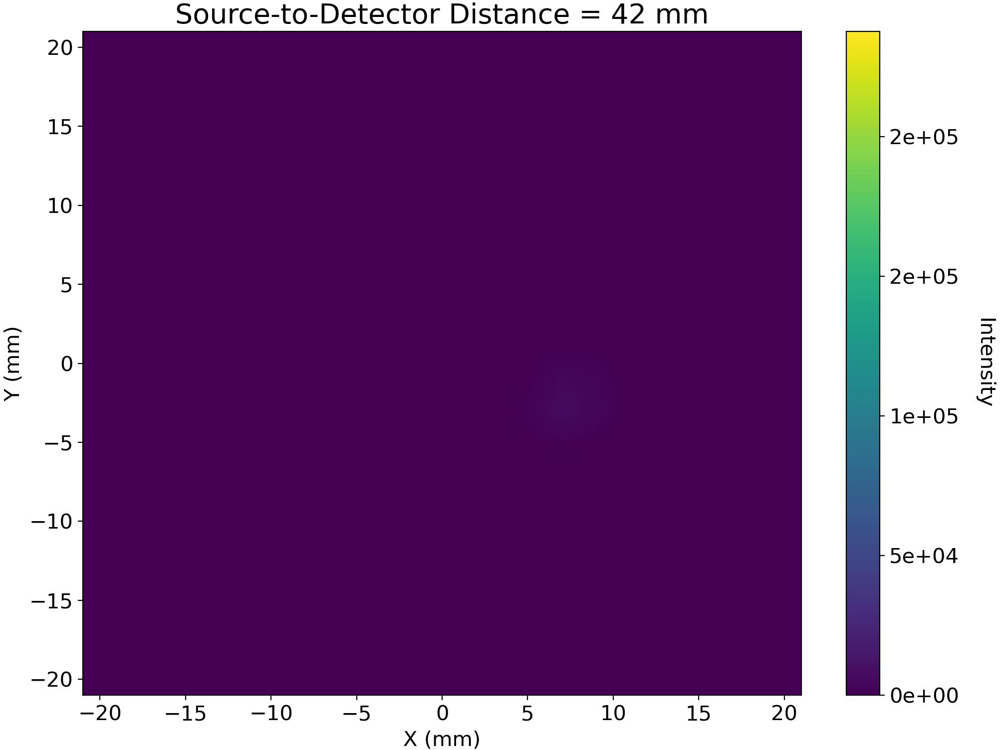 Source-to-Detector Distance = 42 mm
20
15
10
5
0
−5
−10
−15
−20
Y (mm)
−20 −15 −10 −5 0 5 10 15 20
X (mm)
2e+05
2e+05
1e+05
5e+04
0e+00
Intensity